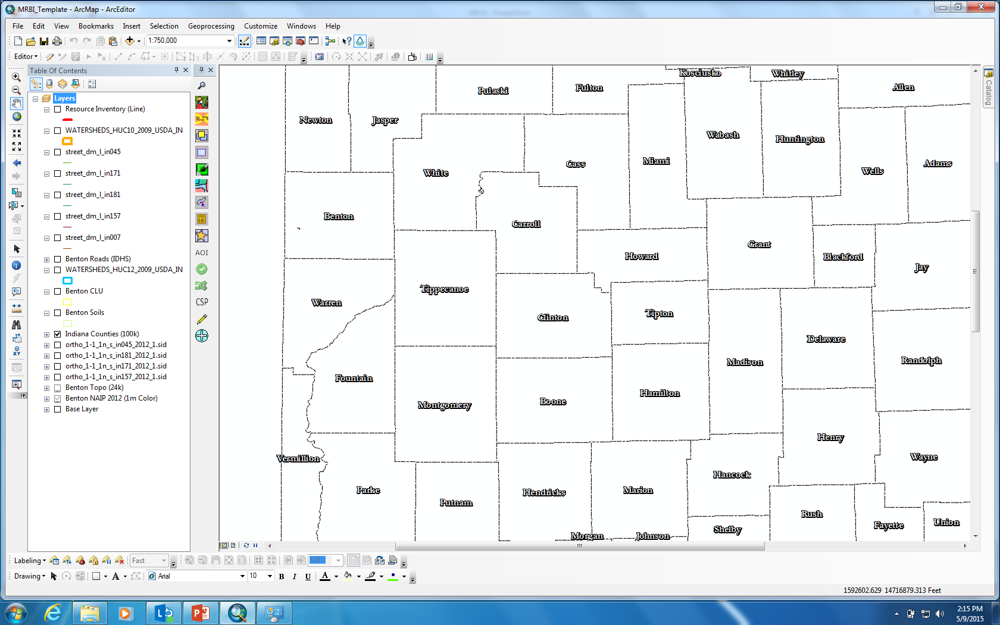 MRBI_Template - ArcMap - ArcEditor
File Edit View Bookmarks Insert Selection Geoprocessing Customize Windows Help
1:750,000
Editor
Table Of Contents
Layers
Resource Inventory (Line)
WATERSHEDS_HUC10_2009_USDA_IN
street_dm_l_in045
street_dm_l_in171
street_dm_l_in181
street_dm_l_in157
street_dm_l_in007
Benton Roads (IDHS)
WATERSHEDS_HUC12_2009_USDA_IN
Benton CLU
Benton Soils
Indiana Counties (100k)
ortho_1-1_1n_s_in045_2012_1.sid
ortho_1-1_1n_s_in181_2012_1.sid
ortho_1-1_1n_s_in171_2012_1.sid
ortho_1-1_1n_s_in157_2012_1.sid
Benton Topo (24k)
Benton NAIP 2012 (1m Color)
Base Layer
XY
AOI
CSP
Kosciusko Whitley
Pulaski Fulton Allen
Newton Jasper
Wabash Huntington
White Cass Miami Wells Adams
Benton Carroll
Grant
Howard Blackford Jay
Tippecanoe
Warren Clinton Tipton
Delaware
Madison Randolph
Fountain
Montgomery Boone Hamilton
Henry
Vermillion Wayne
Hancock
Parke Hendricks Marion
Putnam Rush
Shelby Fayette Union
Morgan Johnson
Catalog
Labeling Fast 100%
Drawing A Arial 10 B I U A
1592602.629 14716879.313 Feet
2:15 PM
5/9/2015